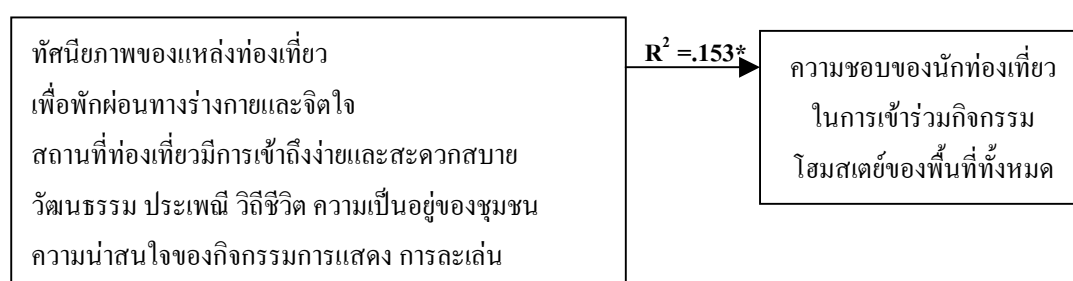 ทัศนียภาพของแหล่งท่องเที่ยว
เพื่อพักผ่อนทางร่างกายและจิตใจ
สถานที่ท่องเที่ยวมีการเข้าถึงง่ายและสะดวกสบาย
วัฒนธรรม ประเพณี วิถีชีวิต ความเป็นอยู่ของชุมชน
ความน่าสนใจของกิจกรรมการแสดง การละเล่น
R² =.153*
ความชอบของนักท่องเที่ยว
ในการเข้าร่วมกิจกรรม
โฮมสเตย์ของพื้นที่ทั้งหมด